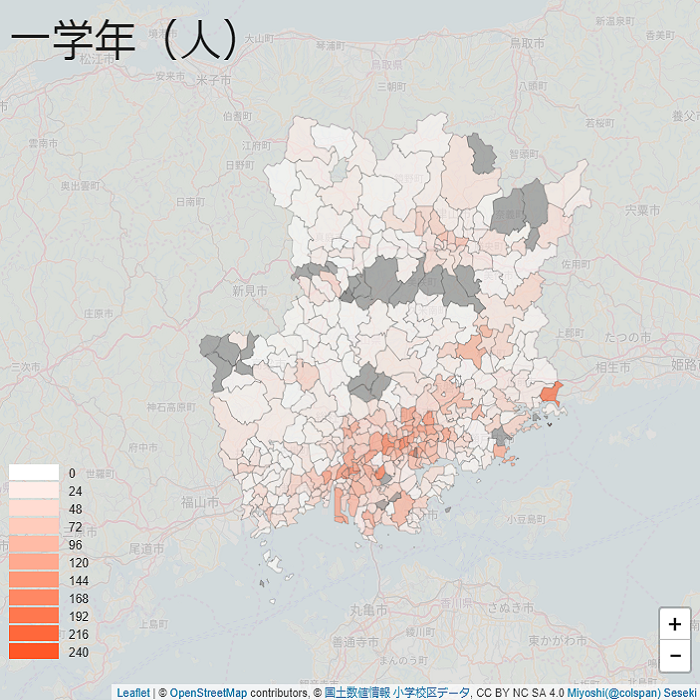 一学年（人）
新温泉町
大山町
琴浦町
鳥取市
香美町
松江市
鳥取県
安来市
米子市
三朝町
八頭町
伯耆町
若桜町
養父市
雲南市
江府町
智頭町
日野町
奥出雲町
日南町
宍粟市
佐用町
新見市
庄原市
上郡町
たつの市
三次市
相生市
姫路
神石高原町
府中市
世羅町
福山市
小豆島町
尾道市
丸亀市
香川県
さぬき市
上島町
綾川町
善通寺市
東かがわ市
まんのう町
0
24
48
72
96
120
144
168
192
216
240
+
−
Leaflet | © OpenStreetMap contributors, © 国土数値情報 小学校区データ, CC BY NC SA 4.0 Miyoshi(@colspan) Seseki